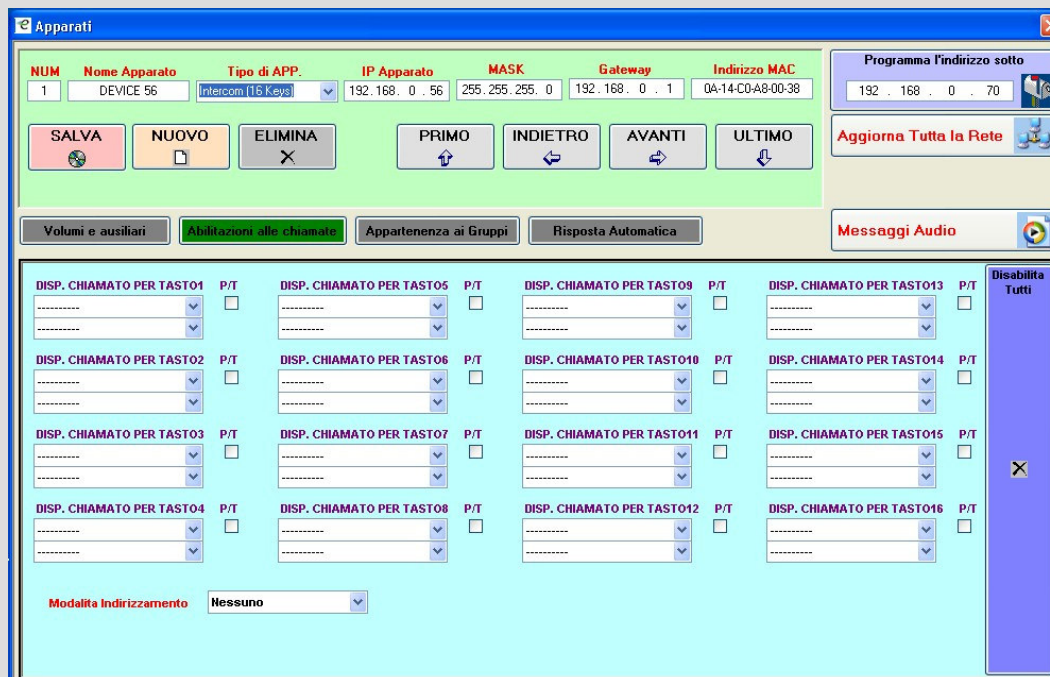 Apparati
NUM Nome Apparato Tipo di APP. IP Apparato MASK Gateway Indirizzo MAC
1 DEVICE 56 Intercom (16 Keys) 192.168. 0 . 56 255.255.255. 0 192.168. 0 . 1 0A-14-C0-A8-00-38
Programma l'indirizzo sotto
192 . 168 . 0 . 70
SALVA NUOVO ELIMINA PRIMO INDIETRO AVANTI ULTIMO
Aggiorna Tutta la Rete
Volumi e ausiliari Abilitazioni alle chiamate Appartenenza ai Gruppi Risposta Automatica
Messaggi Audio
DISP. CHIAMATO PER TASTO1 P/T DISP. CHIAMATO PER TASTO5 P/T DISP. CHIAMATO PER TASTO9 P/T DISP. CHIAMATO PER TASTO13 P/T
---------- ---------- ---------- ----------
---------- ---------- ---------- ----------
DISP. CHIAMATO PER TASTO2 P/T DISP. CHIAMATO PER TASTO6 P/T DISP. CHIAMATO PER TASTO10 P/T DISP. CHIAMATO PER TASTO14 P/T
---------- ---------- ---------- ----------
---------- ---------- ---------- ----------
DISP. CHIAMATO PER TASTO3 P/T DISP. CHIAMATO PER TASTO7 P/T DISP. CHIAMATO PER TASTO11 P/T DISP. CHIAMATO PER TASTO15 P/T
---------- ---------- ---------- ----------
---------- ---------- ---------- ----------
DISP. CHIAMATO PER TASTO4 P/T DISP. CHIAMATO PER TASTO8 P/T DISP. CHIAMATO PER TASTO12 P/T DISP. CHIAMATO PER TASTO16 P/T
---------- ---------- ---------- ----------
---------- ---------- ---------- ----------
Modalita Indirizzamento Nessuno
Disabilita
Tutti